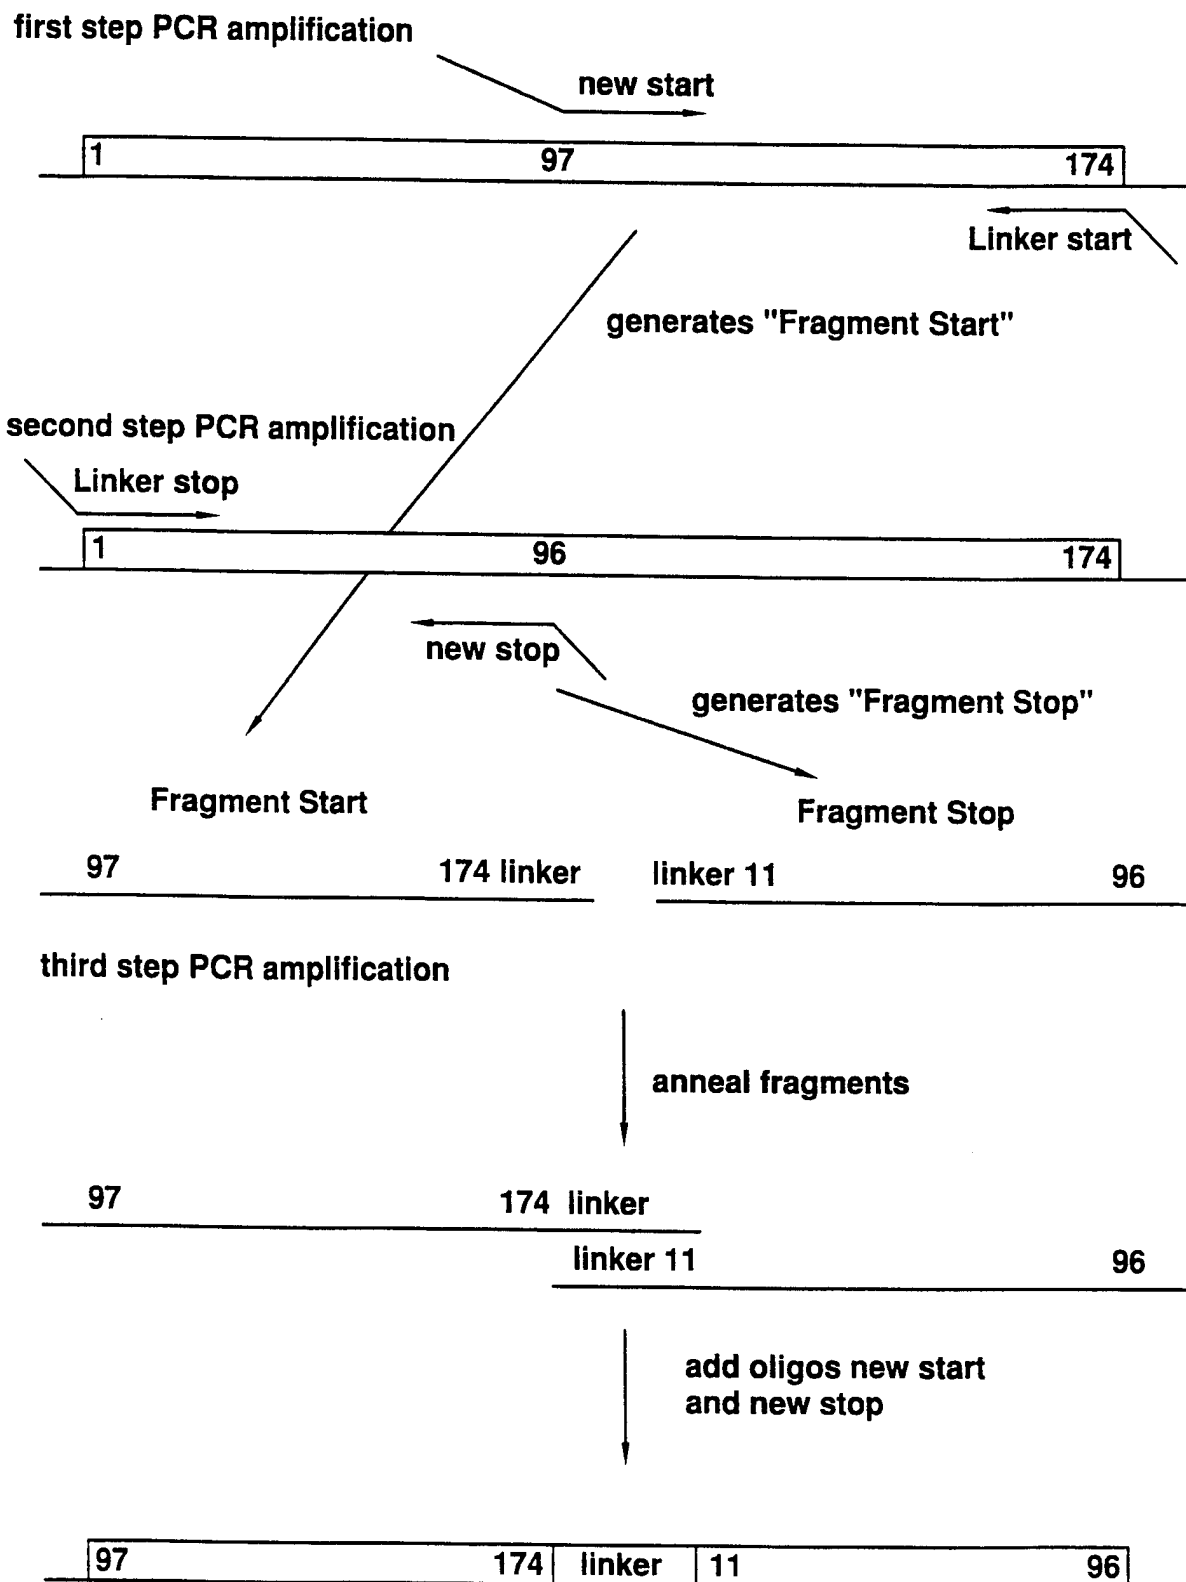 first step PCR amplification
new start
1 97 174
Linker start
generates "Fragment Start"
second step PCR amplification
Linker stop
1 96 174
new stop
generates "Fragment Stop"
Fragment Start
Fragment Stop
97 174 linker linker 11 96
third step PCR amplification
anneal fragments
97 174 linker
linker 11 96
add oligos new start
and new stop
97 174 linker 11 96